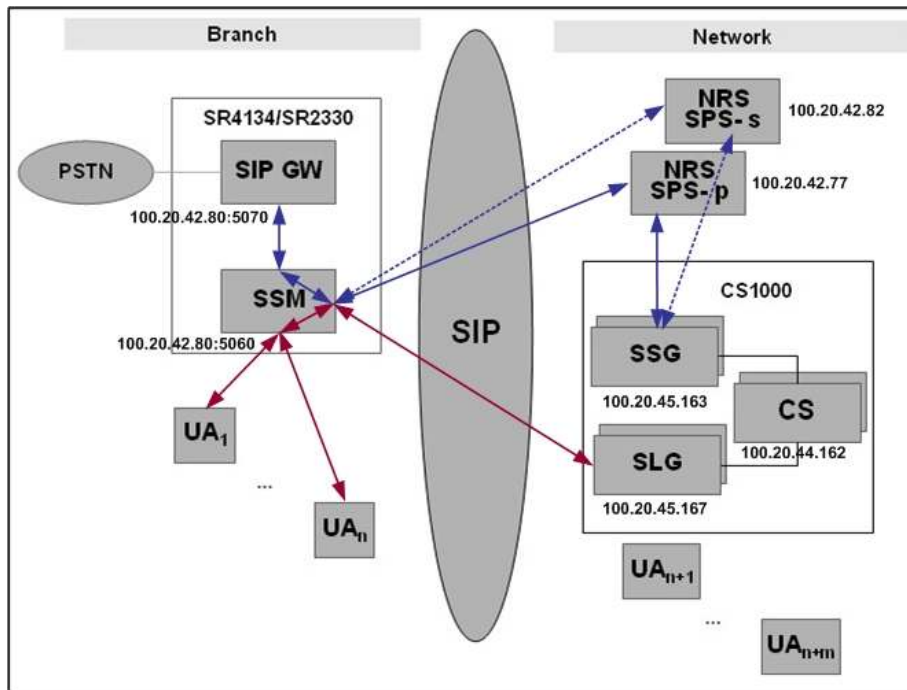 Branch
Network
SR4134/SR2330
SIP GW
PSTN
100.20.42.80:5070
SSM
100.20.42.80:5060
UA1
...
UAn
SIP
NRS
SPS- s
100.20.42.82
NRS
SPS- p
100.20.42.77
CS1000
SSG
100.20.45.163
CS
100.20.44.162
SLG
100.20.45.167
UAn+1
...
UAn+m